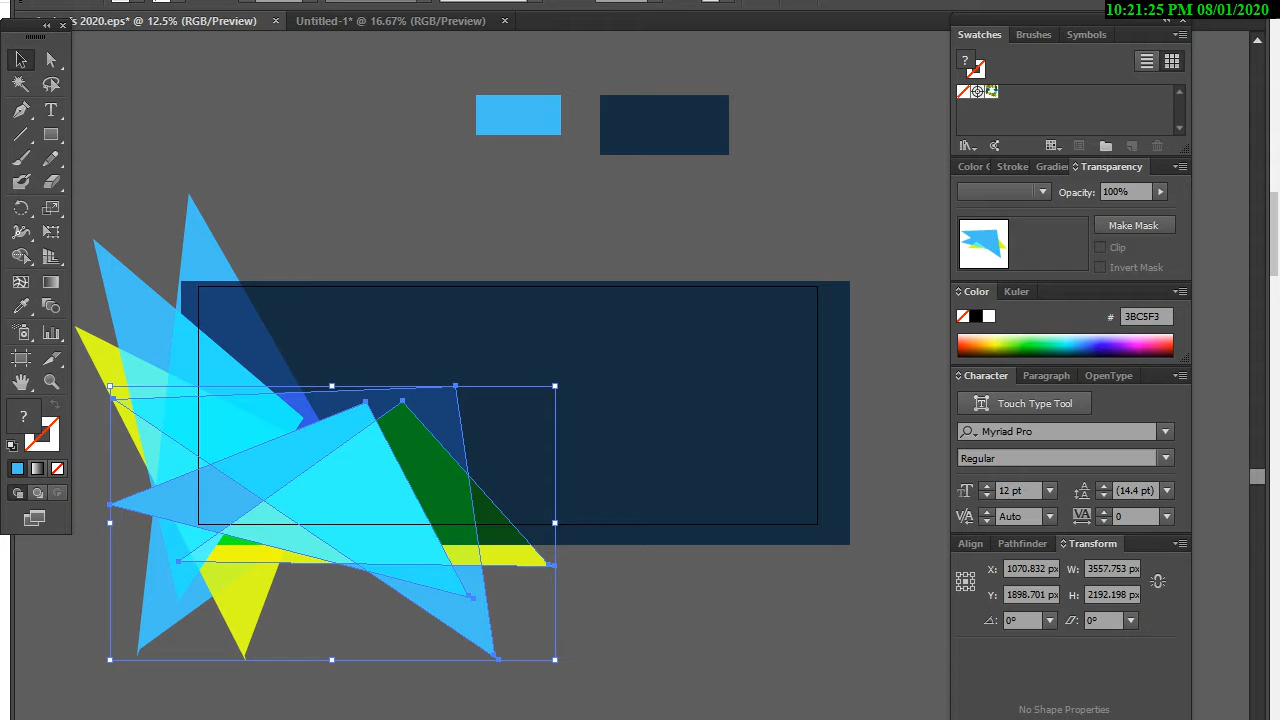 10:21:25 PM 08/01/2020
's 2020.eps* @ 12.5% (RGB/Preview)
Untitled-1* @ 16.67% (RGB/Preview)
Swatches
Brushes
Symbols
?
Color
Stroke
Gradie
Transparency
Opacity:
100%
Make Mask
Clip
Invert Mask
Color
Kuler
#
3BC5F3
Character
Paragraph
OpenType
Touch Type Tool
Myriad Pro
Regular
12 pt
(14.4 pt)
Auto
0
Align
Pathfinder
Transform
X:
1070.832 px
W:
3557.753 px
Y:
1898.701 px
H:
2192.198 px
0°
0°
No Shape Properties
?